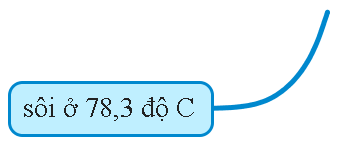 sôi ở 78,3 độ C